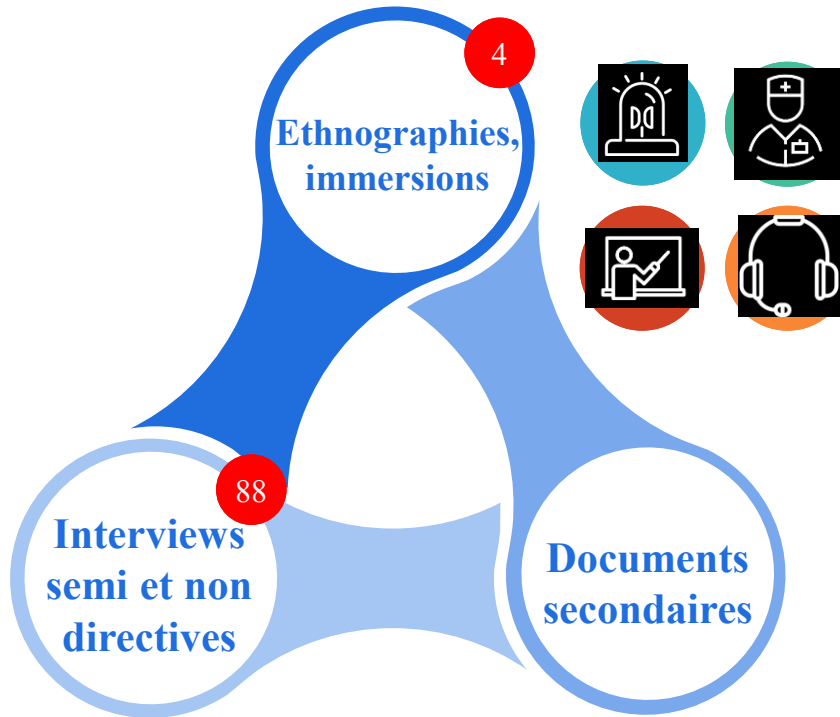 4
Ethnographies,
immersions
88
Interviews
semi et non
directives
Documents
secondaires